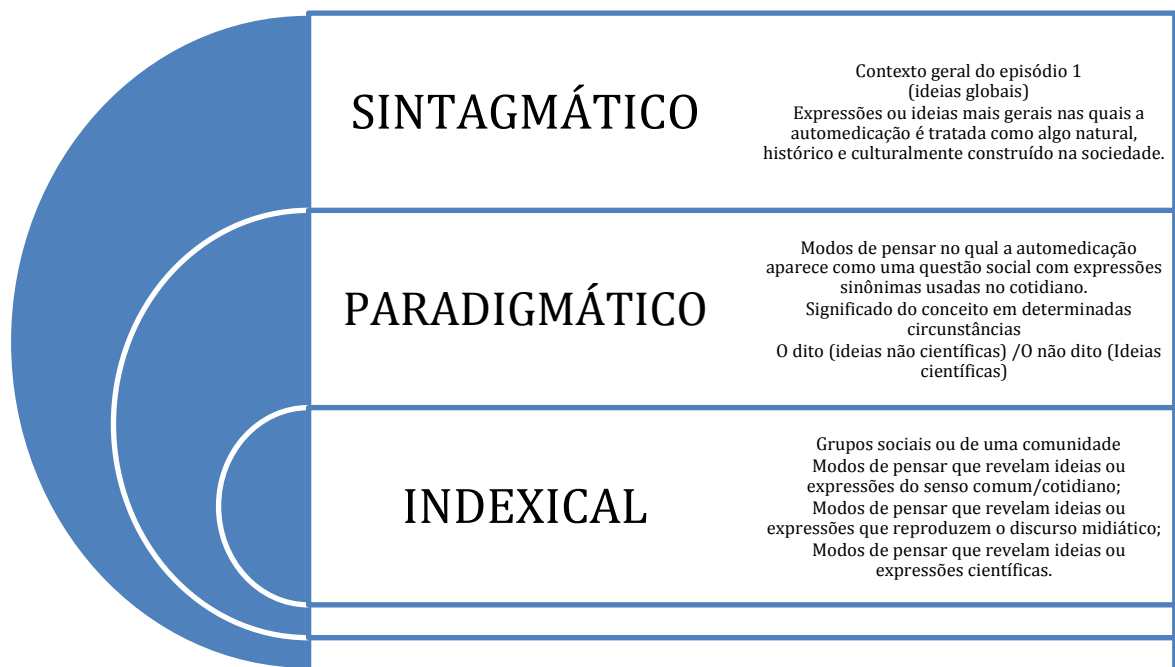 SINTAGMÁTICO
Contexto geral do episódio 1
(ideias globais)
Expressões ou ideias mais gerais nas quais a
automedicação é tratada como algo natural,
histórico e culturalmente construído na sociedade.
PARADIGMÁTICO
Modos de pensar no qual a automedicação
aparece como uma questão social com expressões
sinônimas usadas no cotidiano.
Significado do conceito em determinadas
circunstâncias
O dito (ideias não científicas) /O não dito (Ideias
científicas)
INDEXICAL
Grupos sociais ou de uma comunidade
Modos de pensar que revelam ideias ou
expressões do senso comum/cotidiano;
Modos de pensar que revelam ideias ou
expressões que reproduzem o discurso midiático;
Modos de pensar que revelam ideias ou
expressões científicas.